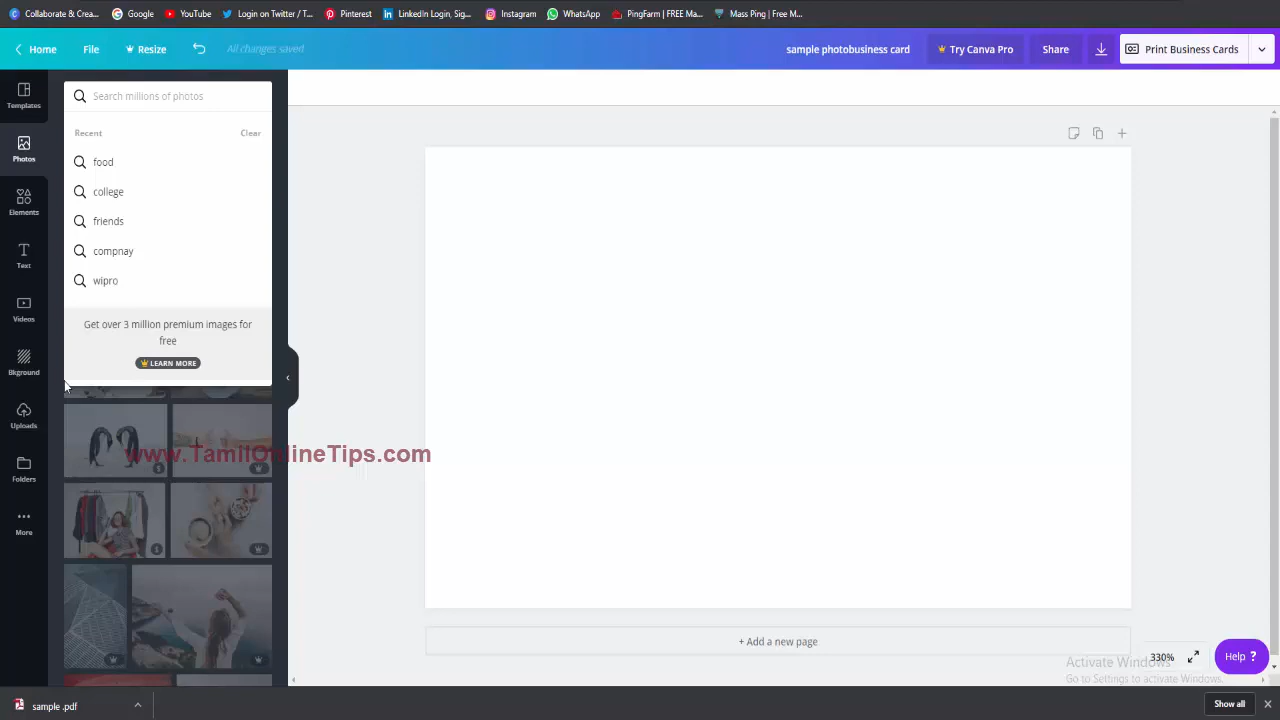 Collaborate & Crea... Google YouTube Login on Twitter / T... Pinterest LinkedIn Login, Sig... Instagram WhatsApp PingFarm | FREE Ma... Mass Ping | Free M...
Home File Resize All changes saved sample photobusiness card Try Canva Pro Share Print Business Cards
Templates
Photos
Elements
Text
Videos
Bkground
Uploads
Folders
More
Search millions of photos
Recent Clear
food
college
friends
compnay
wipro
Get over 3 million premium images for
free
LEARN MORE
www.TamilOnlineTips.com
+ Add a new page
330%
Help ?
Activate Windows
Go to Settings to activate Windows.
sample .pdf
Show all